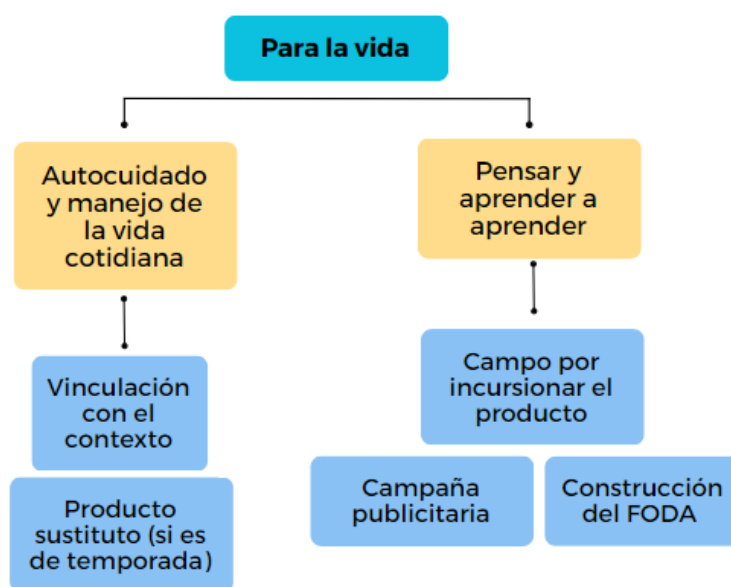 Para la vida
Autocuidado
y manejo de
la vida
cotidiana
Pensar y
aprender a
aprender
Vinculación
con el
contexto
Producto
sustituto (si es
de temporada)
Campo por
incursionar el
producto
Campaña
publicitaria
Construcción
del FODA